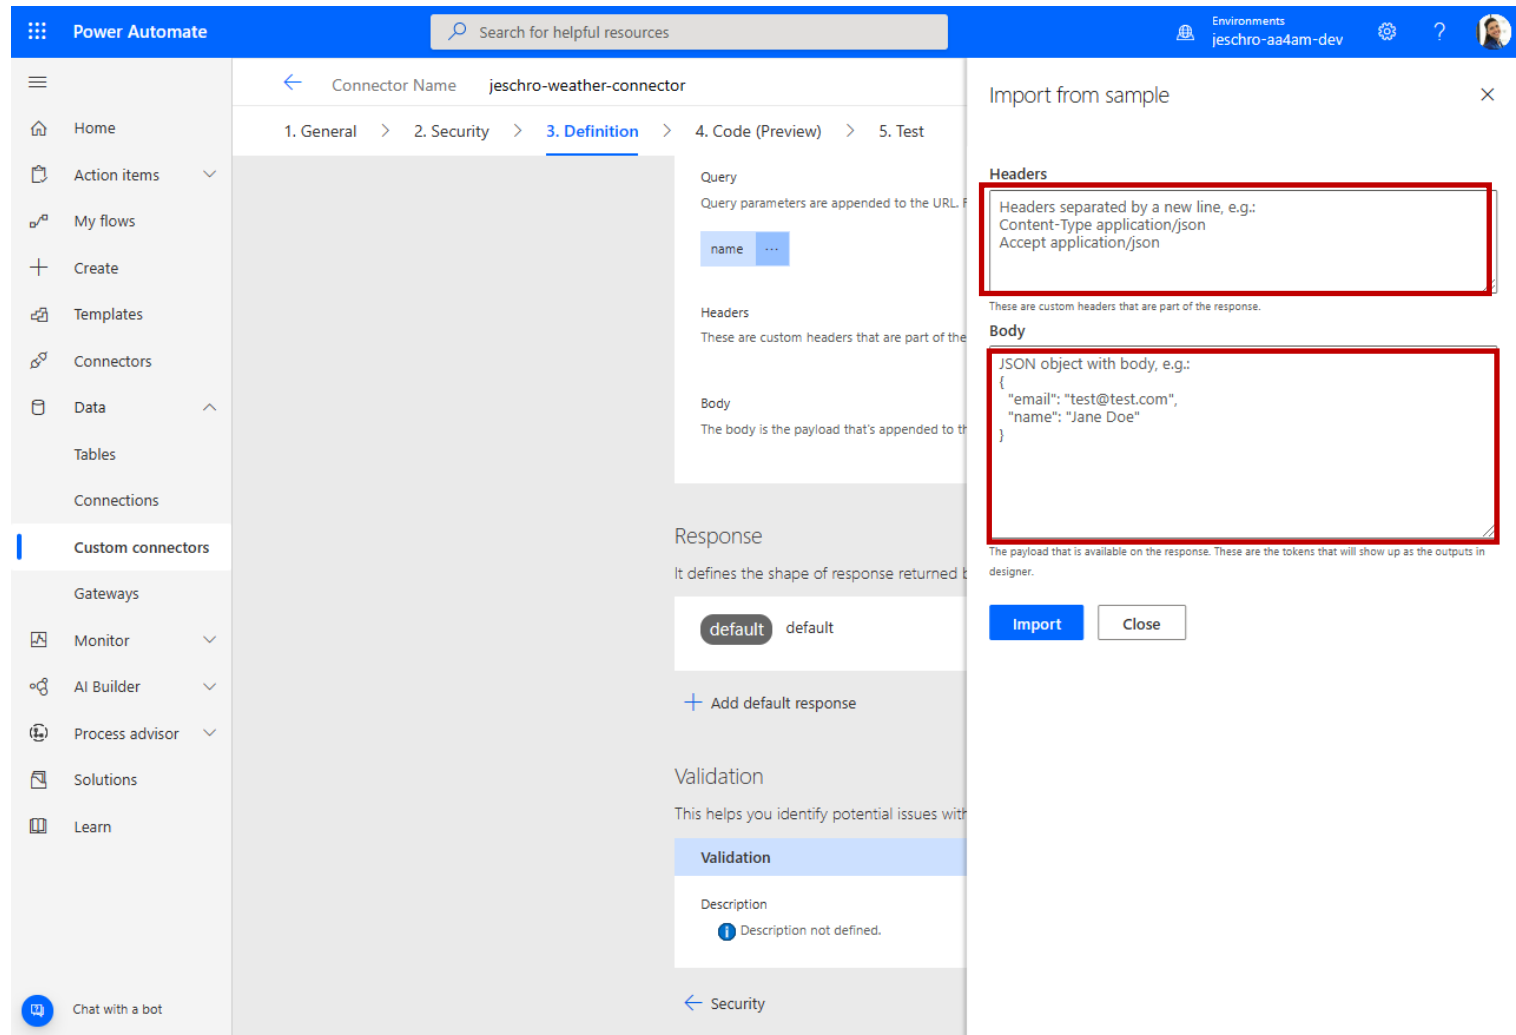 Power Automate
Search for helpful resources
Environments
jeschro-aa4am-dev
?
Home
Action items
My flows
Create
Templates
Connectors
Data
Tables
Connections
Custom connectors
Gateways
Monitor
AI Builder
Process advisor
Solutions
Learn
Chat with a bot
Connector Name jeschro-weather-connector
1. General > 2. Security > 3. Definition > 4. Code (Preview) > 5. Test
Query
Query parameters are appended to the URL. F
name ...
Headers
These are custom headers that are part of the
Body
The body is the payload that's appended to th
Response
It defines the shape of response returned b
default default
+ Add default response
Validation
This helps you identify potential issues with
Validation
Description
Description not defined.
Security
Import from sample
Headers
Headers separated by a new line, e.g.:
Content-Type application/json
Accept application/json
These are custom headers that are part of the response.
Body
JSON object with body, e.g.:
{
"email": "test@test.com",
"name": "Jane Doe"
}
The payload that is available on the response. These are the tokens that will show up as the outputs in
designer.
Import Close